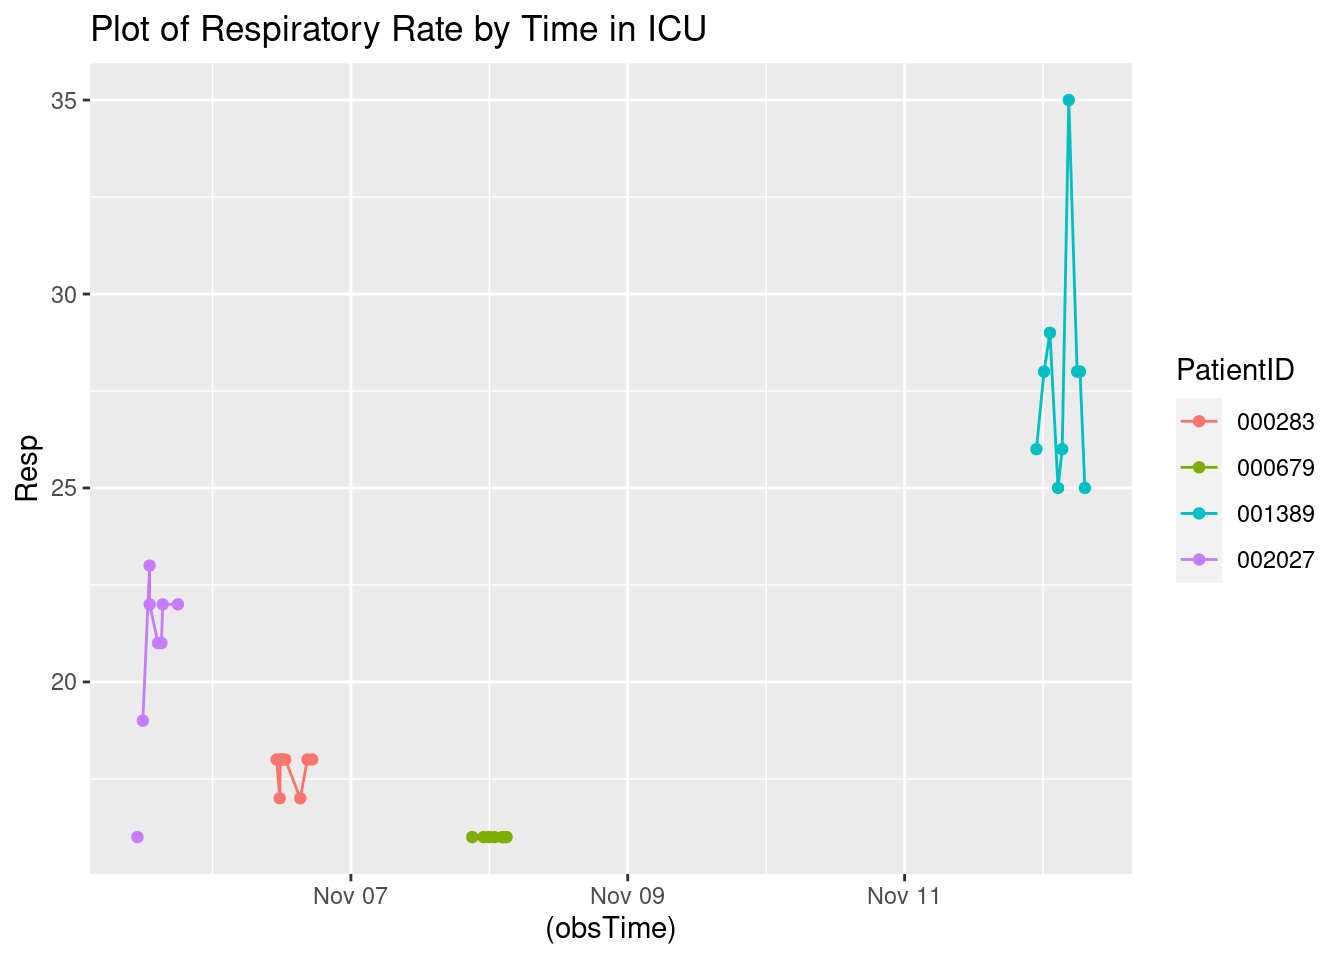 Plot of Respiratory Rate by Time in ICU
35
30
25
20
Resp
Nov 07
Nov 09
Nov 11
(obsTime)
PatientID
000283
000679
001389
002027